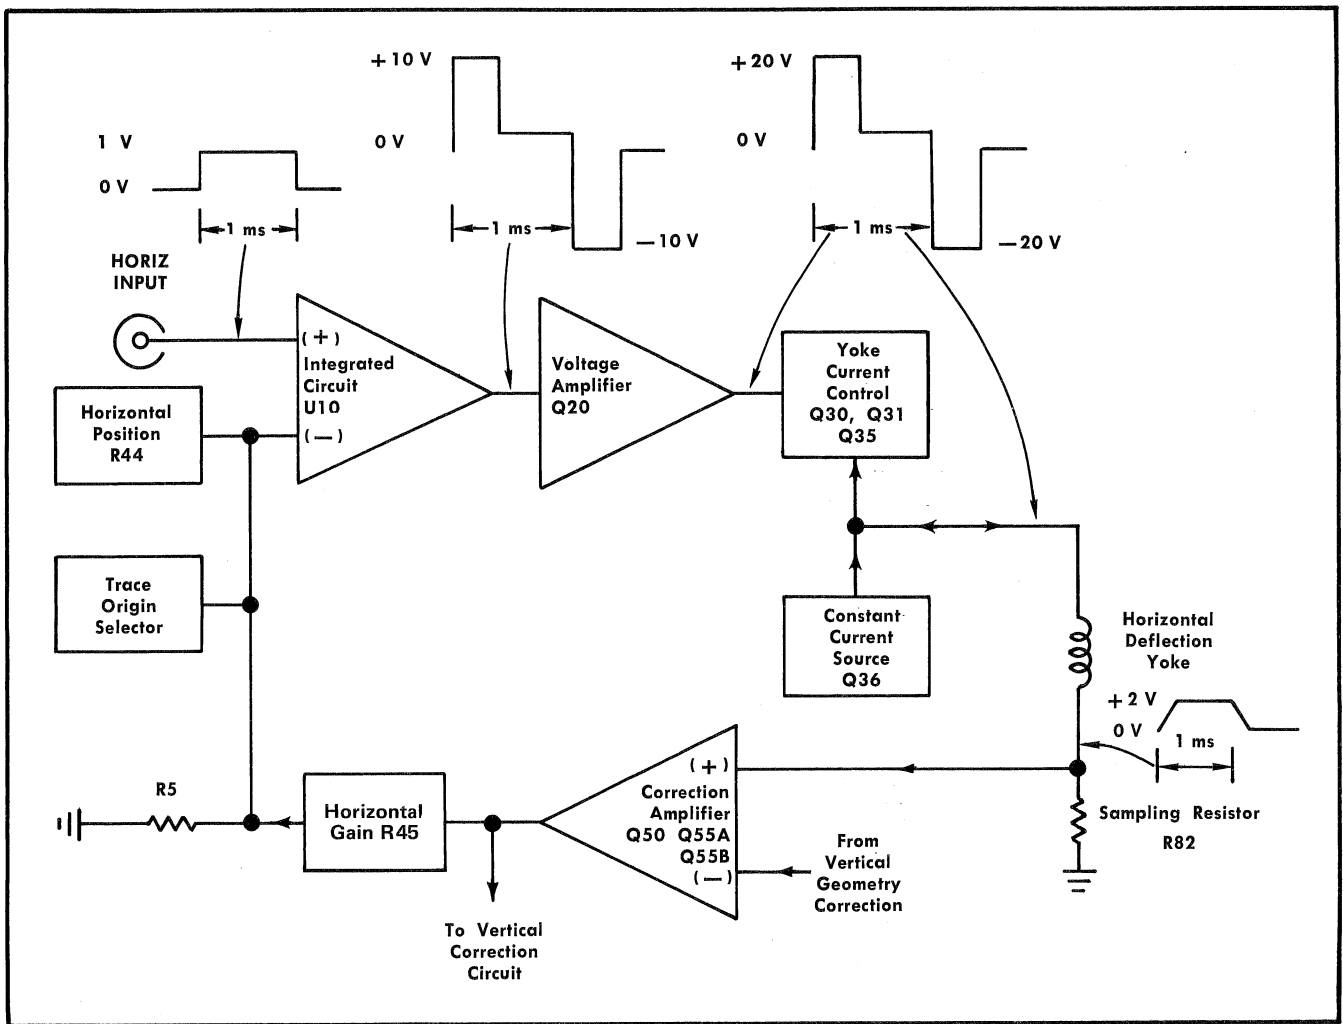 +10 V
0 V
1 ms
—10 V
+20 V
0 V
1 ms
—20 V
1 V
0 V
1 ms
HORIZ
INPUT
(+)
Integrated
Circuit
U10
(—)
Voltage
Amplifier
Q20
Yoke
Current
Control
Q30, Q31
Q35
Horizontal
Position
R44
Trace
Origin
Selector
Constant
Current
Source
Q36
Horizontal
Deflection
Yoke
+2 V
0 V
1 ms
Sampling Resistor
R82
(+)
Correction
Amplifier
Q50 Q55A
Q55B
(—)
From
Vertical
Geometry
Correction
R5
Horizontal
Gain R45
To Vertical
Correction
Circuit